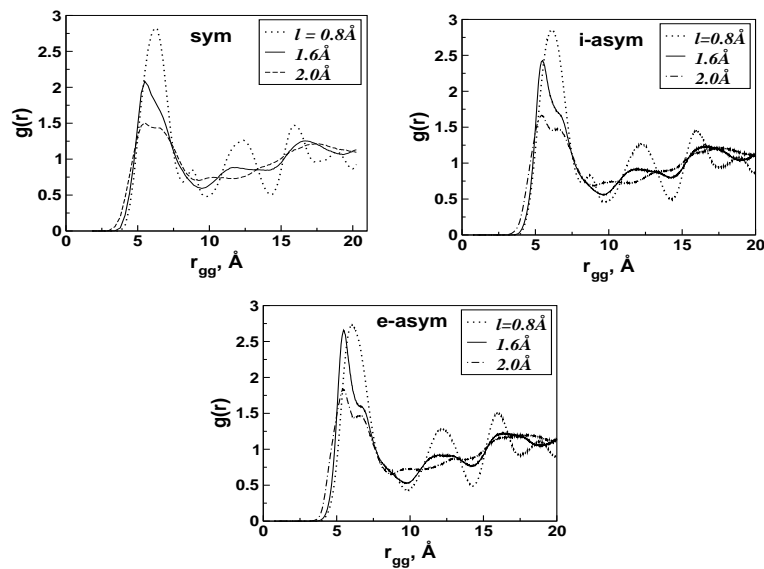 sym
l = 0.8Å
1.6Å
2.0Å
g(r)
3
2.5
2
1.5
1
0.5
0
0 5 10 15 20
r_gg, Å
i-asym
l=0.8Å
1.6Å
2.0Å
g(r)
3
2.5
2
1.5
1
0.5
0
0 5 10 15 20
r_gg, Å
e-asym
l=0.8Å
1.6Å
2.0Å
g(r)
3
2.5
2
1.5
1
0.5
0
0 5 10 15 20
r_gg, Å